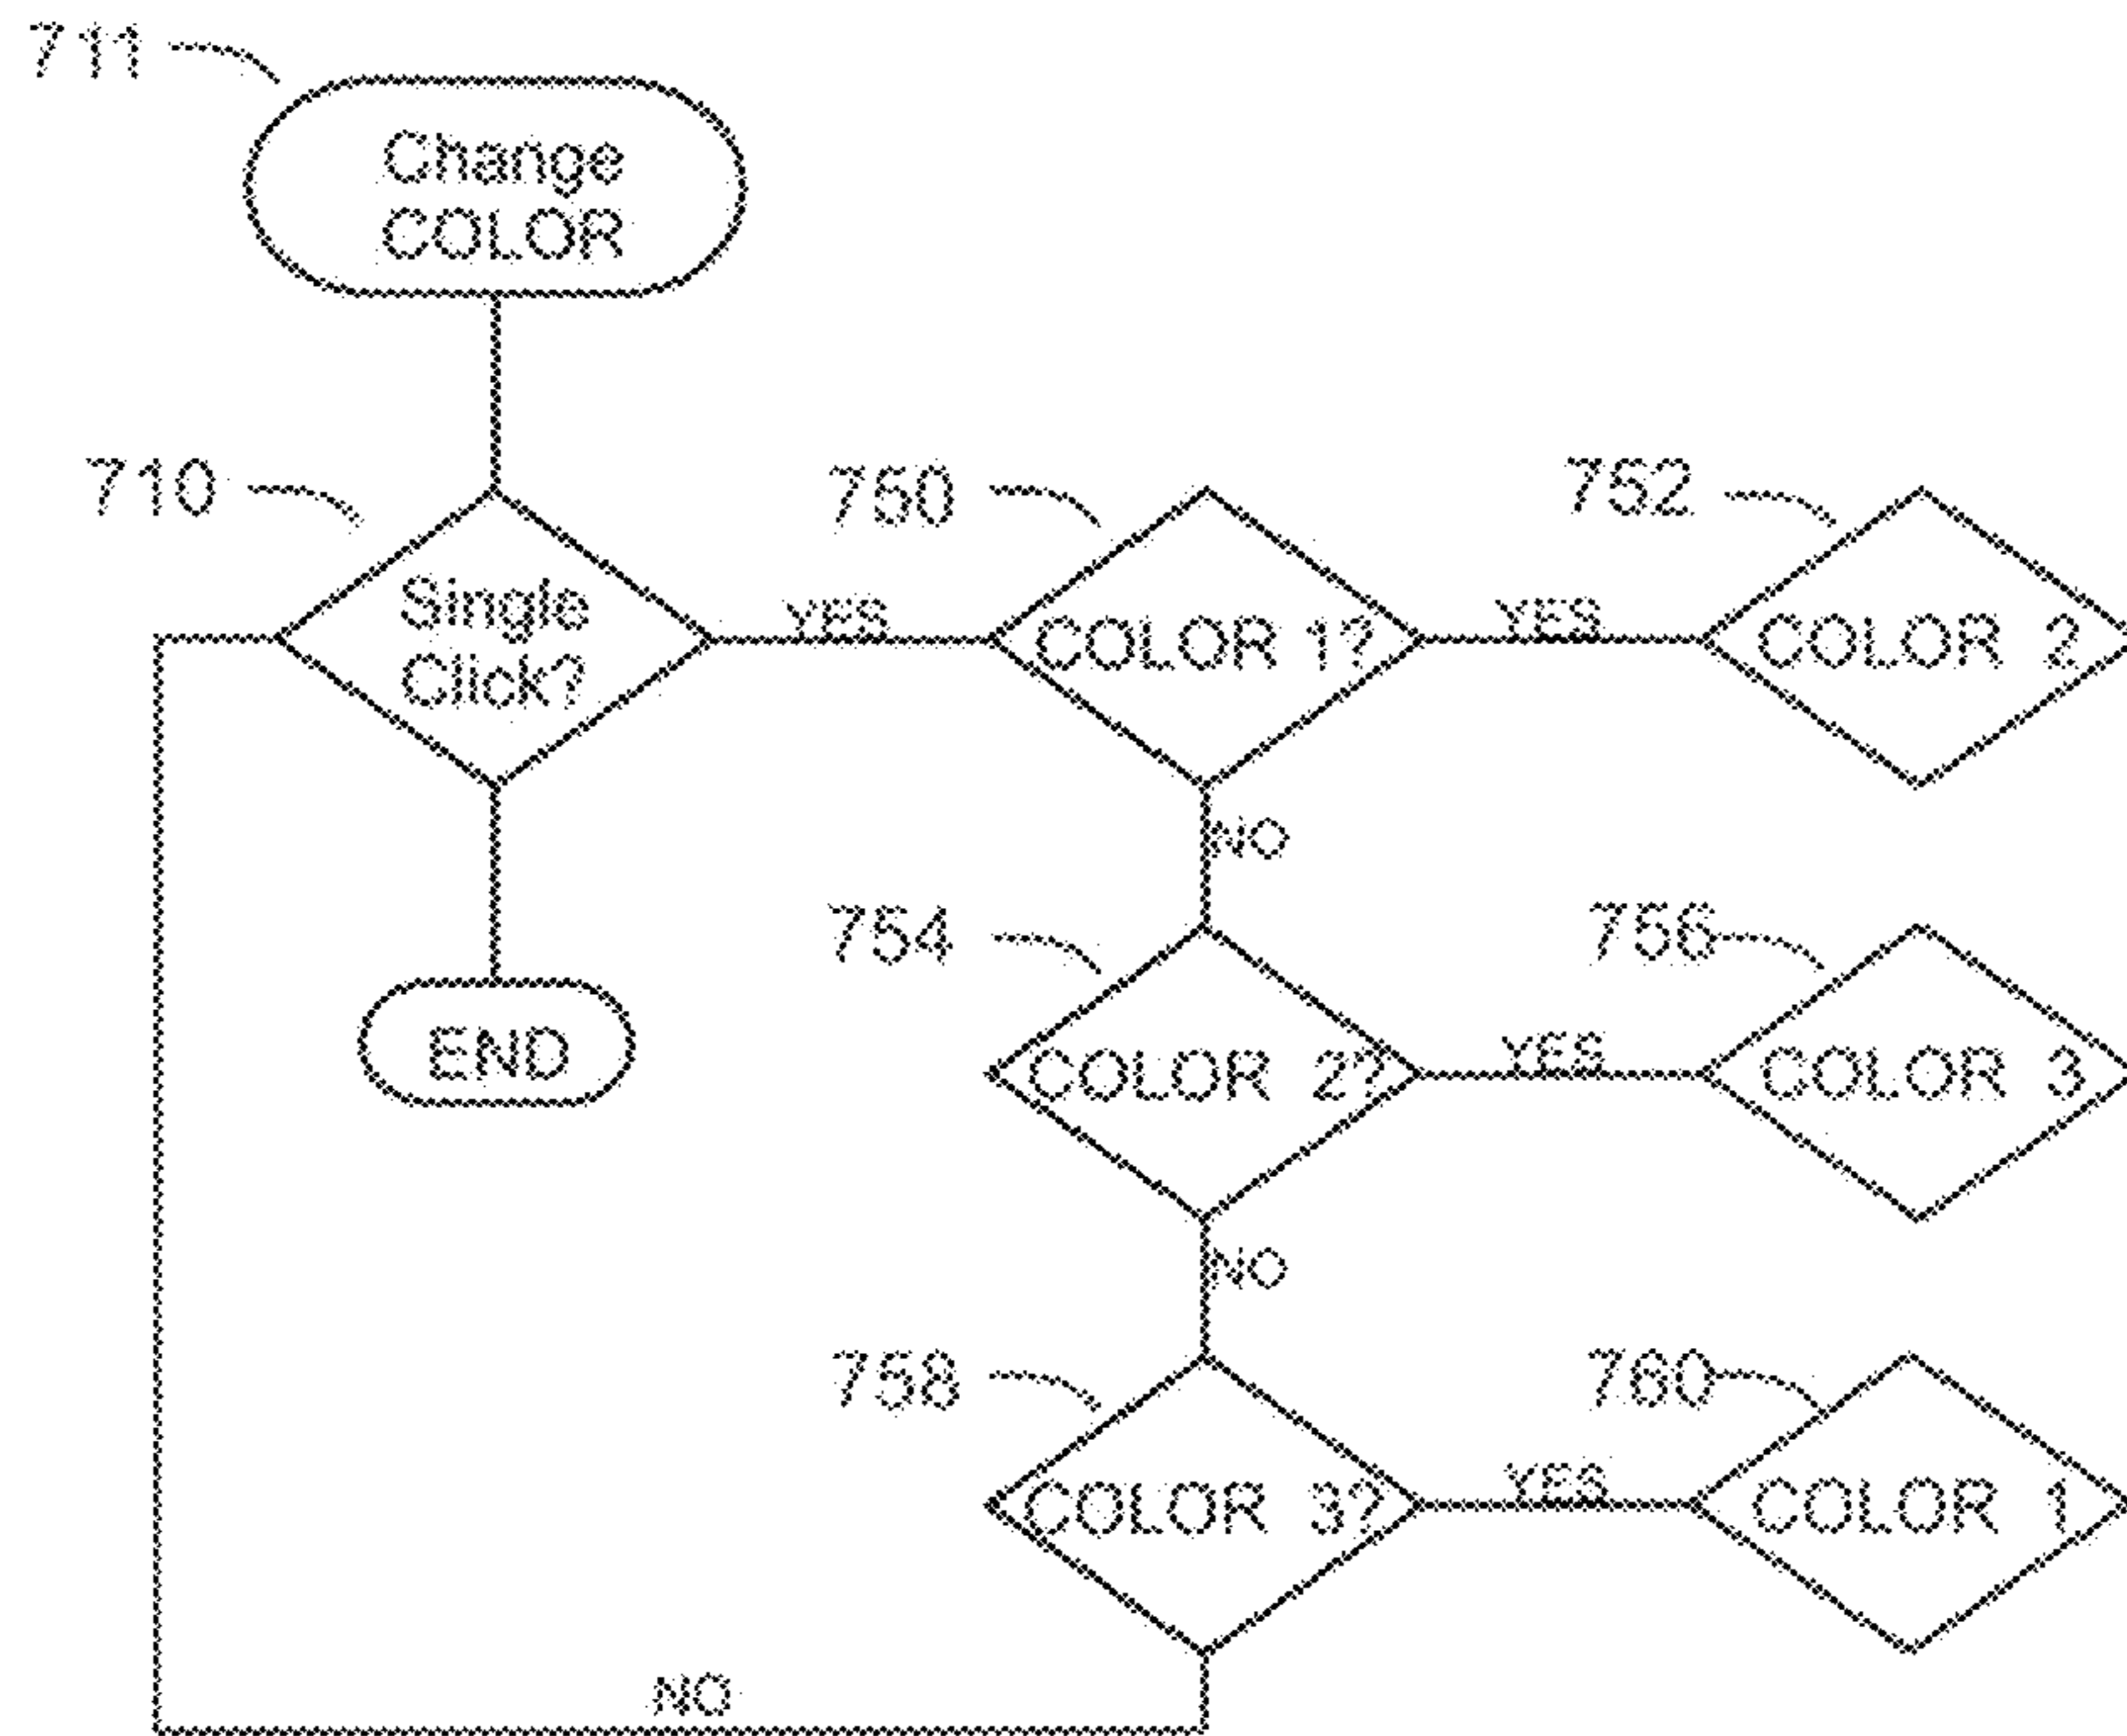 711
Change
COLOR
710
750
752
Single
Click?
YES
COLOR 1?
YES
COLOR 2
NO
754
756
END
COLOR 2?
YES
COLOR 3
NO
758
760
COLOR 3?
YES
COLOR 1
NO